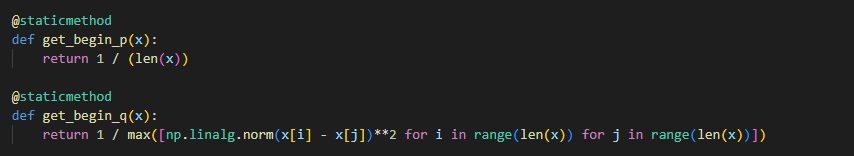 @staticmethod
def get_begin_p(x):
    return 1 / (len(x))

@staticmethod
def get_begin_q(x):
    return 1 / max([np.linalg.norm(x[i] - x[j])**2 for i in range(len(x)) for j in range(len(x))])